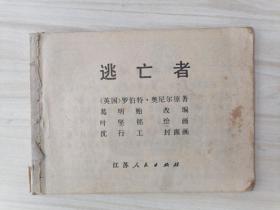 逃亡者
(英国)罗伯特·奥尼尔原著
葛明贻 改编
叶坚铭 绘画
沈行工 封面画
江苏人民出版社